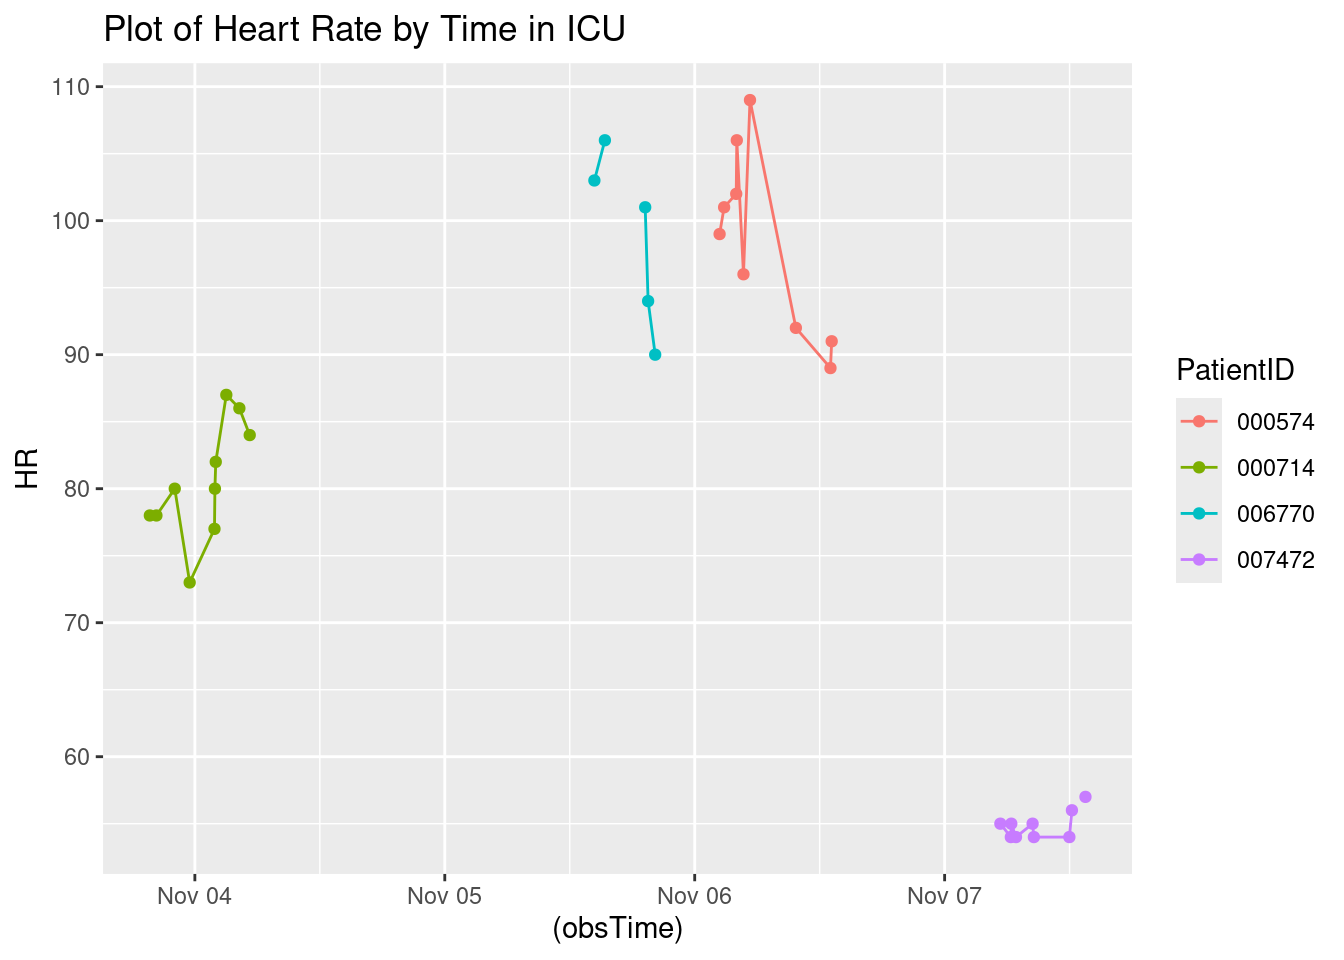 Plot of Heart Rate by Time in ICU
110
100
90
80
70
60
HR
Nov 04 Nov 05 Nov 06 Nov 07
(obsTime)
PatientID
000574
000714
006770
007472